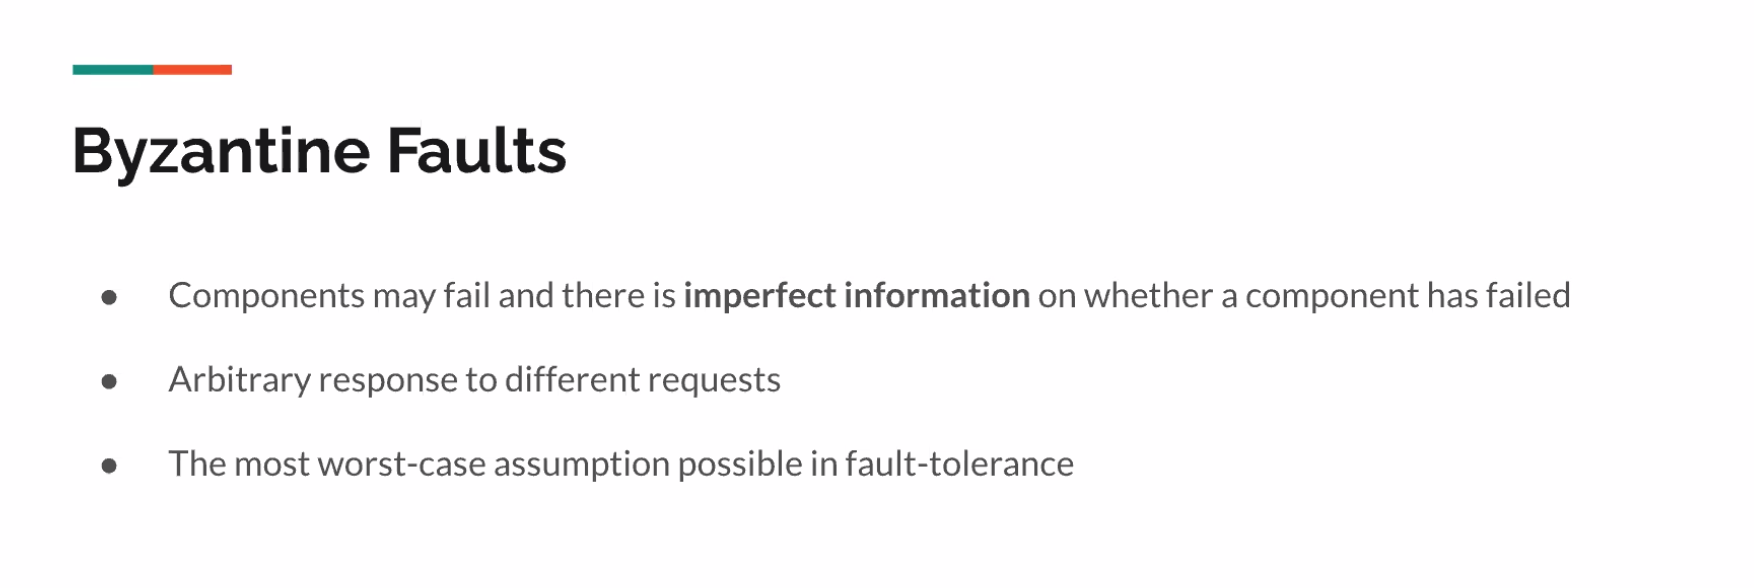 Byzantine Faults
● Components may fail and there is imperfect information on whether a component has failed
● Arbitrary response to different requests
● The most worst-case assumption possible in fault-tolerance